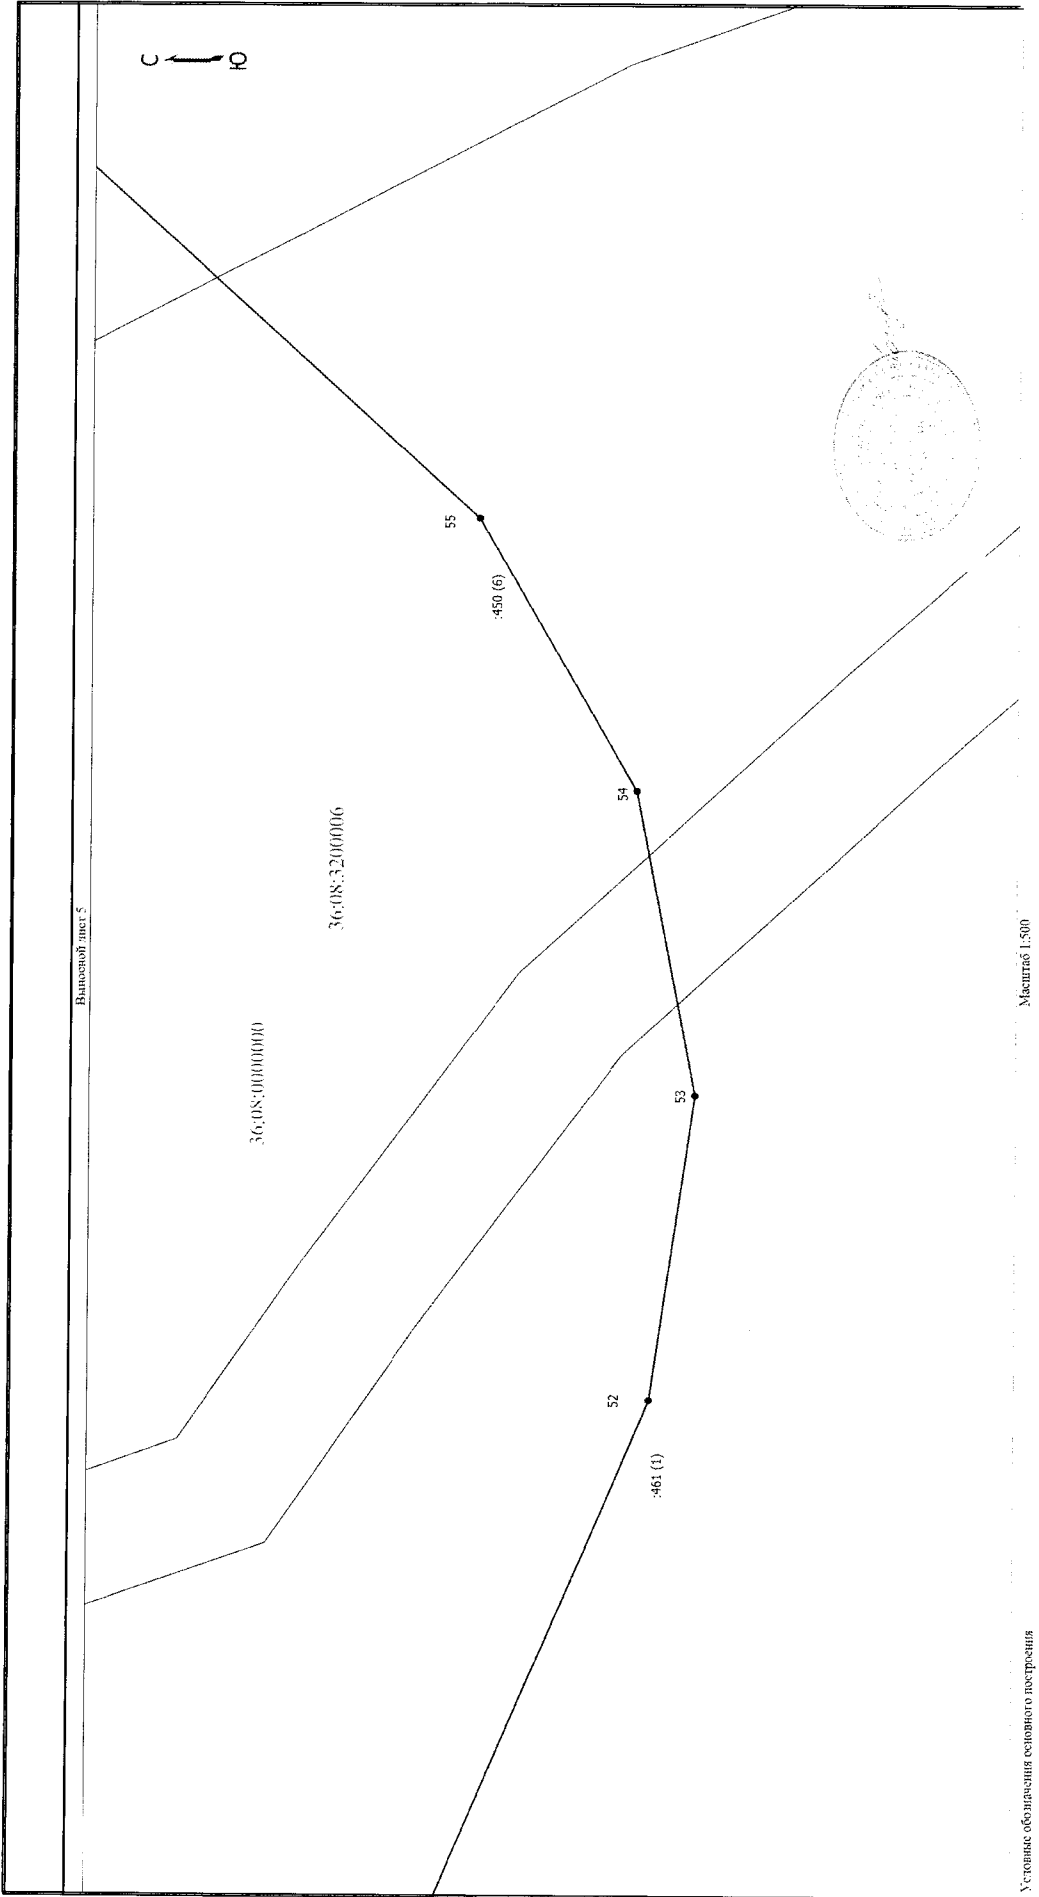 Выносной лист 5
С
Ю
55
:450 (6)
36:08:3200006
54
36:08:0000000
53
52
:461 (1)
Масштаб 1:500
Условные обозначения основного построения